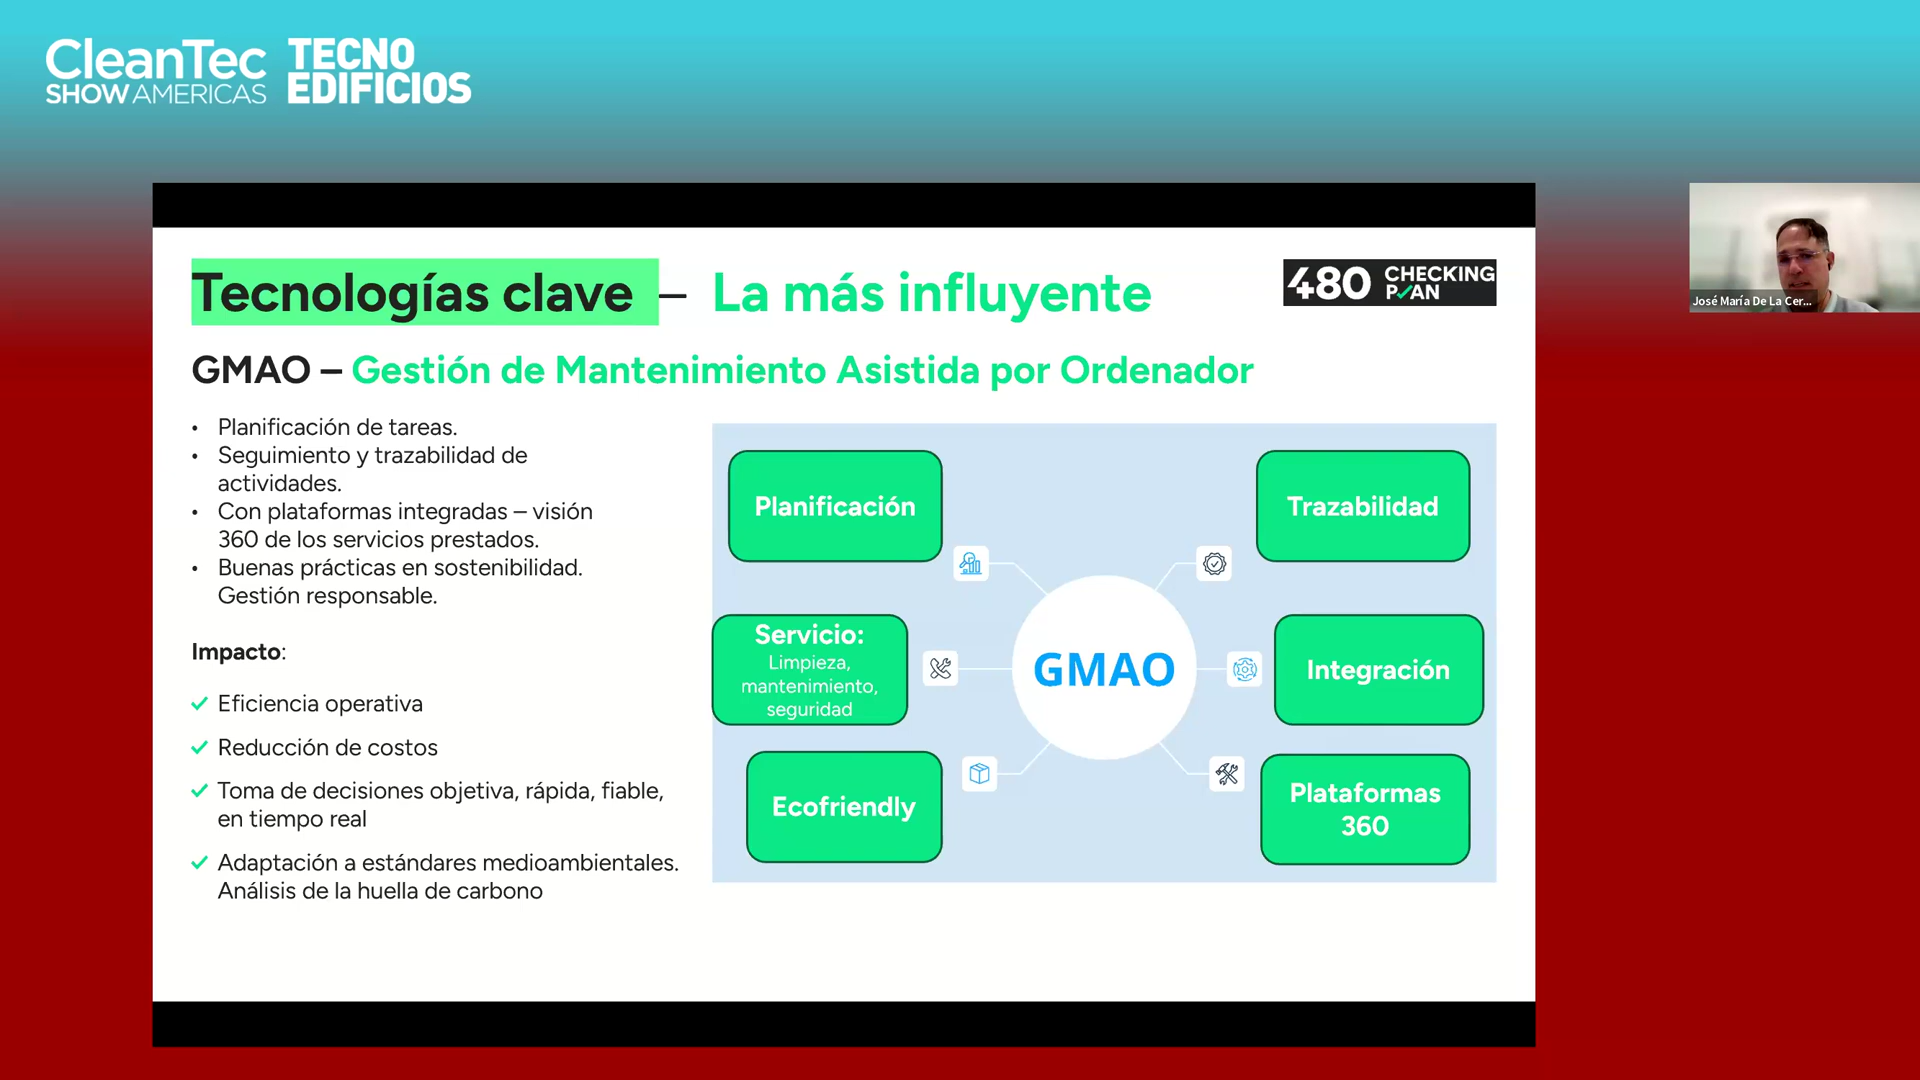 CleanTec
SHOW AMERICAS
TECNO
EDIFICIOS
Tecnologías clave – La más influyente
480 CHECKING
PLAN
José María De La Cer...
GMAO – Gestión de Mantenimiento Asistida por Ordenador
• Planificación de tareas.
• Seguimiento y trazabilidad de
actividades.
• Con plataformas integradas – visión
360 de los servicios prestados.
• Buenas prácticas en sostenibilidad.
Gestión responsable.
Impacto:
✓ Eficiencia operativa
✓ Reducción de costos
✓ Toma de decisiones objetiva, rápida, fiable,
en tiempo real
✓ Adaptación a estándares medioambientales.
Análisis de la huella de carbono
Planificación
Trazabilidad
Servicio:
Limpieza,
mantenimiento,
seguridad
GMAO
Integración
Ecofriendly
Plataformas
360